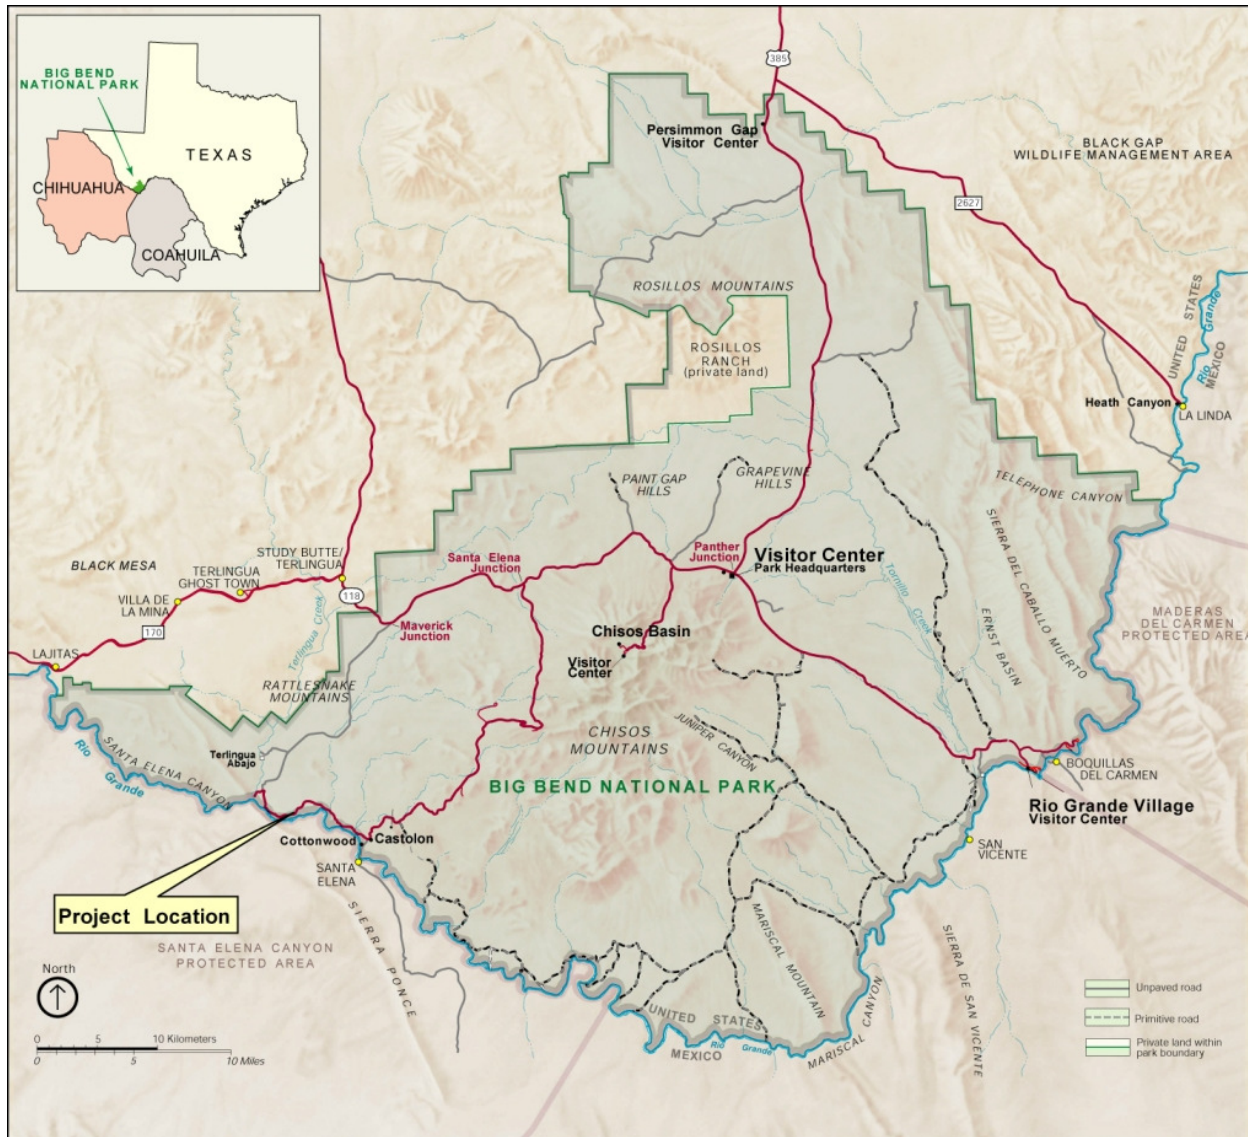 BIG BEND
NATIONAL PARK
TEXAS
CHIHUAHUA
COAHUILA
385
Persimmon Gap
Visitor Center
BLACK GAP
WILDLIFE MANAGEMENT AREA
2627
ROSILLOS MOUNTAINS
ROSILLOS
RANCH
(private land)
UNITED STATES
Rio Grande
MEXICO
Heath Canyon
LA LINDA
PAINT GAP
HILLS
GRAPEVINE
HILLS
TELEPHONE CANYON
SIERRA DEL CABALLO MUERTO
BLACK MESA
STUDY BUTTE/
TERLINGUA
TERLINGUA
GHOST TOWN
VILLA DE
LA MINA
118
170
LAJITAS
Terlingua Creek
Maverick
Junction
Santa Elena
Junction
Panther
Junction
Visitor Center
Park Headquarters
Tornillo Creek
ERNST BASIN
MADERAS
DEL CARMEN
PROTECTED AREA
Chisos Basin
Visitor
Center
RATTLESNAKE
MOUNTAINS
Terlingua
Abajo
Rio Grande
SANTA ELENA CANYON
CHISOS
MOUNTAINS
JUNIPER CANYON
BIG BEND NATIONAL PARK
BOQUILLAS
DEL CARMEN
Rio Grande Village
Visitor Center
Cottonwood
Castolon
SANTA
ELENA
SAN
VICENTE
Project Location
SANTA ELENA CANYON
PROTECTED AREA
SIERRA PONCE
MARISCAL MOUNTAIN
MARISCAL CANYON
SIERRA DE SAN VICENTE
UNITED STATES
Rio Grande
MEXICO
North
0 5 10 Kilometers
0 5 10 Miles
Unpaved road
Primitive road
Private land within
park boundary